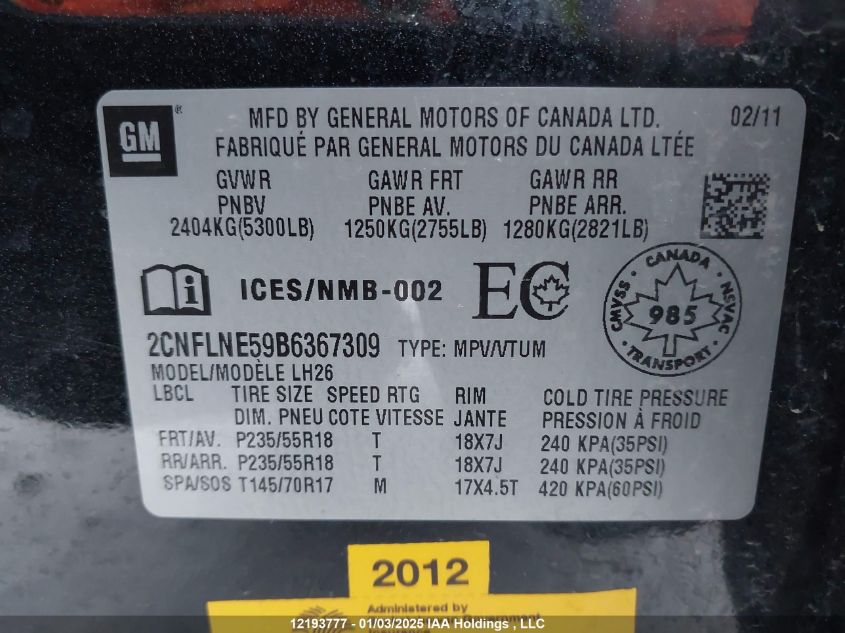 GM
®
MFD BY GENERAL MOTORS OF CANADA LTD. 02/11
FABRIQUÉ PAR GENERAL MOTORS DU CANADA LTÉE
GVWR GAWR FRT GAWR RR
PNBV PNBE AV. PNBE ARR.
2404KG(5300LB) 1250KG(2755LB) 1280KG(2821LB)
i ICES/NMB-002 EC
CANADA
CMVSS 985 NSVAC
TRANSPORT
2CNFLNE59B6367309 TYPE: MPV/VTUM
MODEL/MODÈLE LH26
LBCL TIRE SIZE SPEED RTG RIM COLD TIRE PRESSURE
DIM. PNEU COTE VITESSE JANTE PRESSION À FROID
FRT/AV. P235/55R18 T 18X7J 240 KPA(35PSI)
RR/ARR. P235/55R18 T 18X7J 240 KPA(35PSI)
SPA/SOS T145/70R17 M 17X4.5T 420 KPA(60PSI)
2012
Administered by
12193777 - 01/03/2025 IAA Holdings , LLC
Insurance